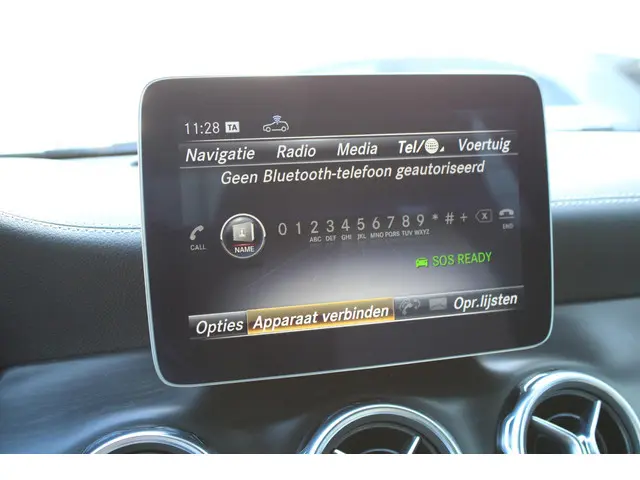 11:28 TA
Navigatie Radio Media Tel/ Voertuig
Geen Bluetooth-telefoon geautoriseerd
0 1 2 3 4 5 6 7 8 9 * # +
ABC DEF GHI JKL MNO PQRS TUV WXYZ
CALL NAME END
SOS READY
Opties Apparaat verbinden Opr.lijsten